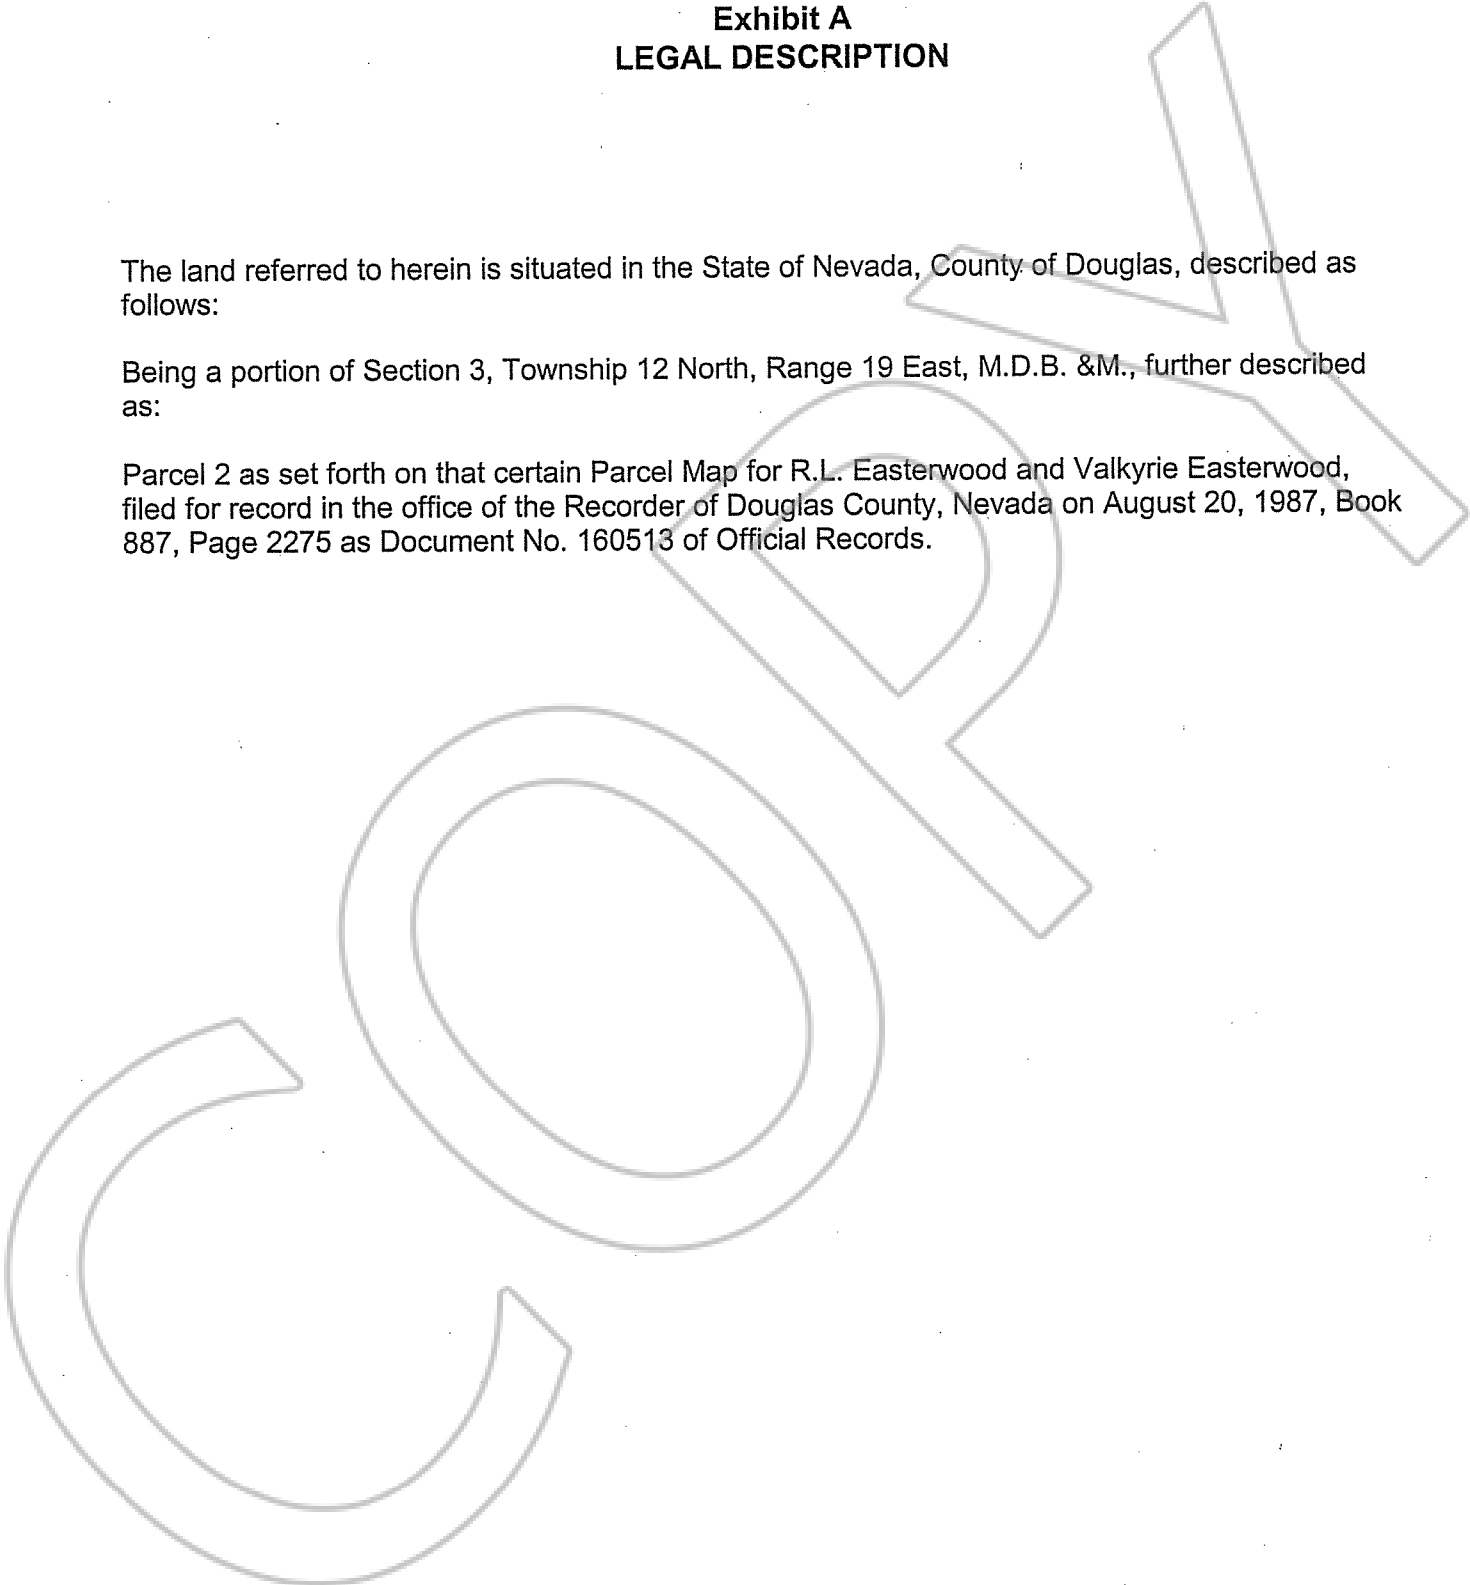 Exhibit A
LEGAL DESCRIPTION
The land referred to herein is situated in the State of Nevada, County of Douglas, described as
follows:
Being a portion of Section 3, Township 12 North, Range 19 East, M.D.B. &M., further described
as:
Parcel 2 as set forth on that certain Parcel Map for R.L. Easterwood and Valkyrie Easterwood,
filed for record in the office of the Recorder of Douglas County, Nevada on August 20, 1987, Book
887, Page 2275 as Document No. 160513 of Official Records.
COPY